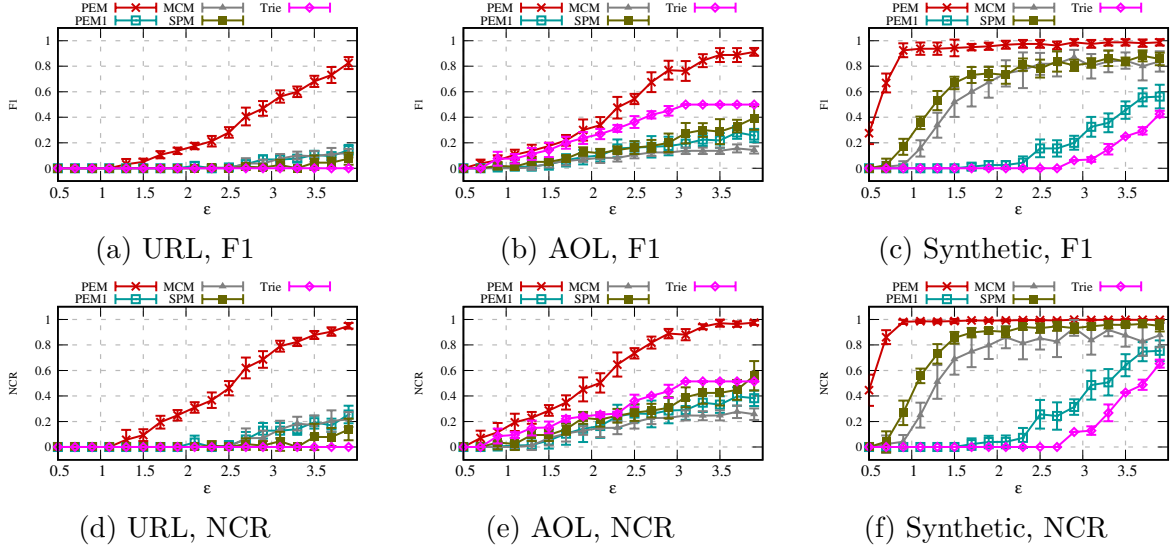 PEM MCM Trie
PEM1 SPM
F1
1
0.8
0.6
0.4
0.2
0
0.5 1 1.5 2 2.5 3 3.5
ε
(a) URL, F1
PEM MCM Trie
PEM1 SPM
F1
1
0.8
0.6
0.4
0.2
0
0.5 1 1.5 2 2.5 3 3.5
ε
(b) AOL, F1
PEM MCM Trie
PEM1 SPM
F1
1
0.8
0.6
0.4
0.2
0
0.5 1 1.5 2 2.5 3 3.5
ε
(c) Synthetic, F1
PEM MCM Trie
PEM1 SPM
NCR
1
0.8
0.6
0.4
0.2
0
0.5 1 1.5 2 2.5 3 3.5
ε
(d) URL, NCR
PEM MCM Trie
PEM1 SPM
NCR
1
0.8
0.6
0.4
0.2
0
0.5 1 1.5 2 2.5 3 3.5
ε
(e) AOL, NCR
PEM MCM Trie
PEM1 SPM
NCR
1
0.8
0.6
0.4
0.2
0
0.5 1 1.5 2 2.5 3 3.5
ε
(f) Synthetic, NCR